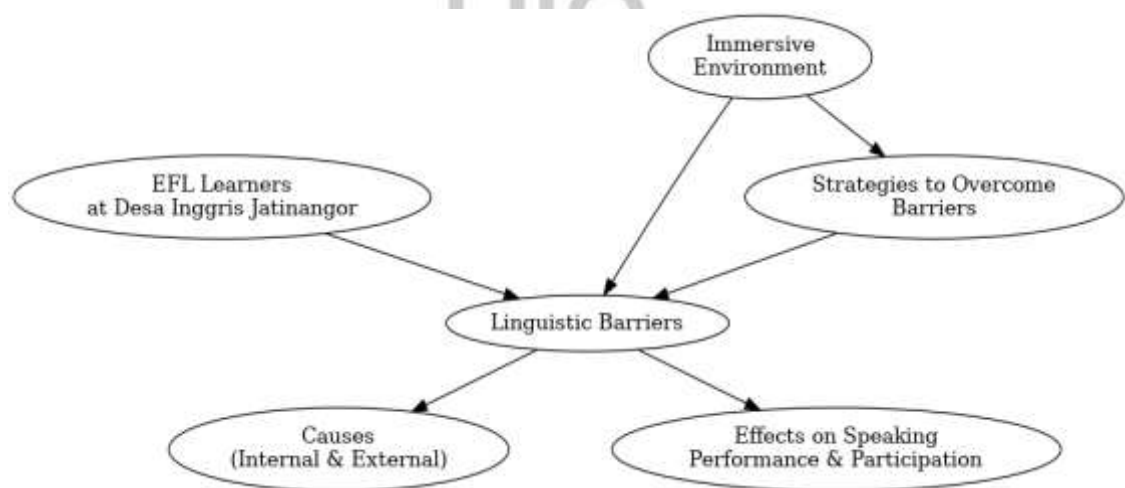 Immersive
Environment
EFL Learners
at Desa Inggris Jatinangor
Strategies to Overcome
Barriers
Linguistic Barriers
Causes
(Internal & External)
Effects on Speaking
Performance & Participation